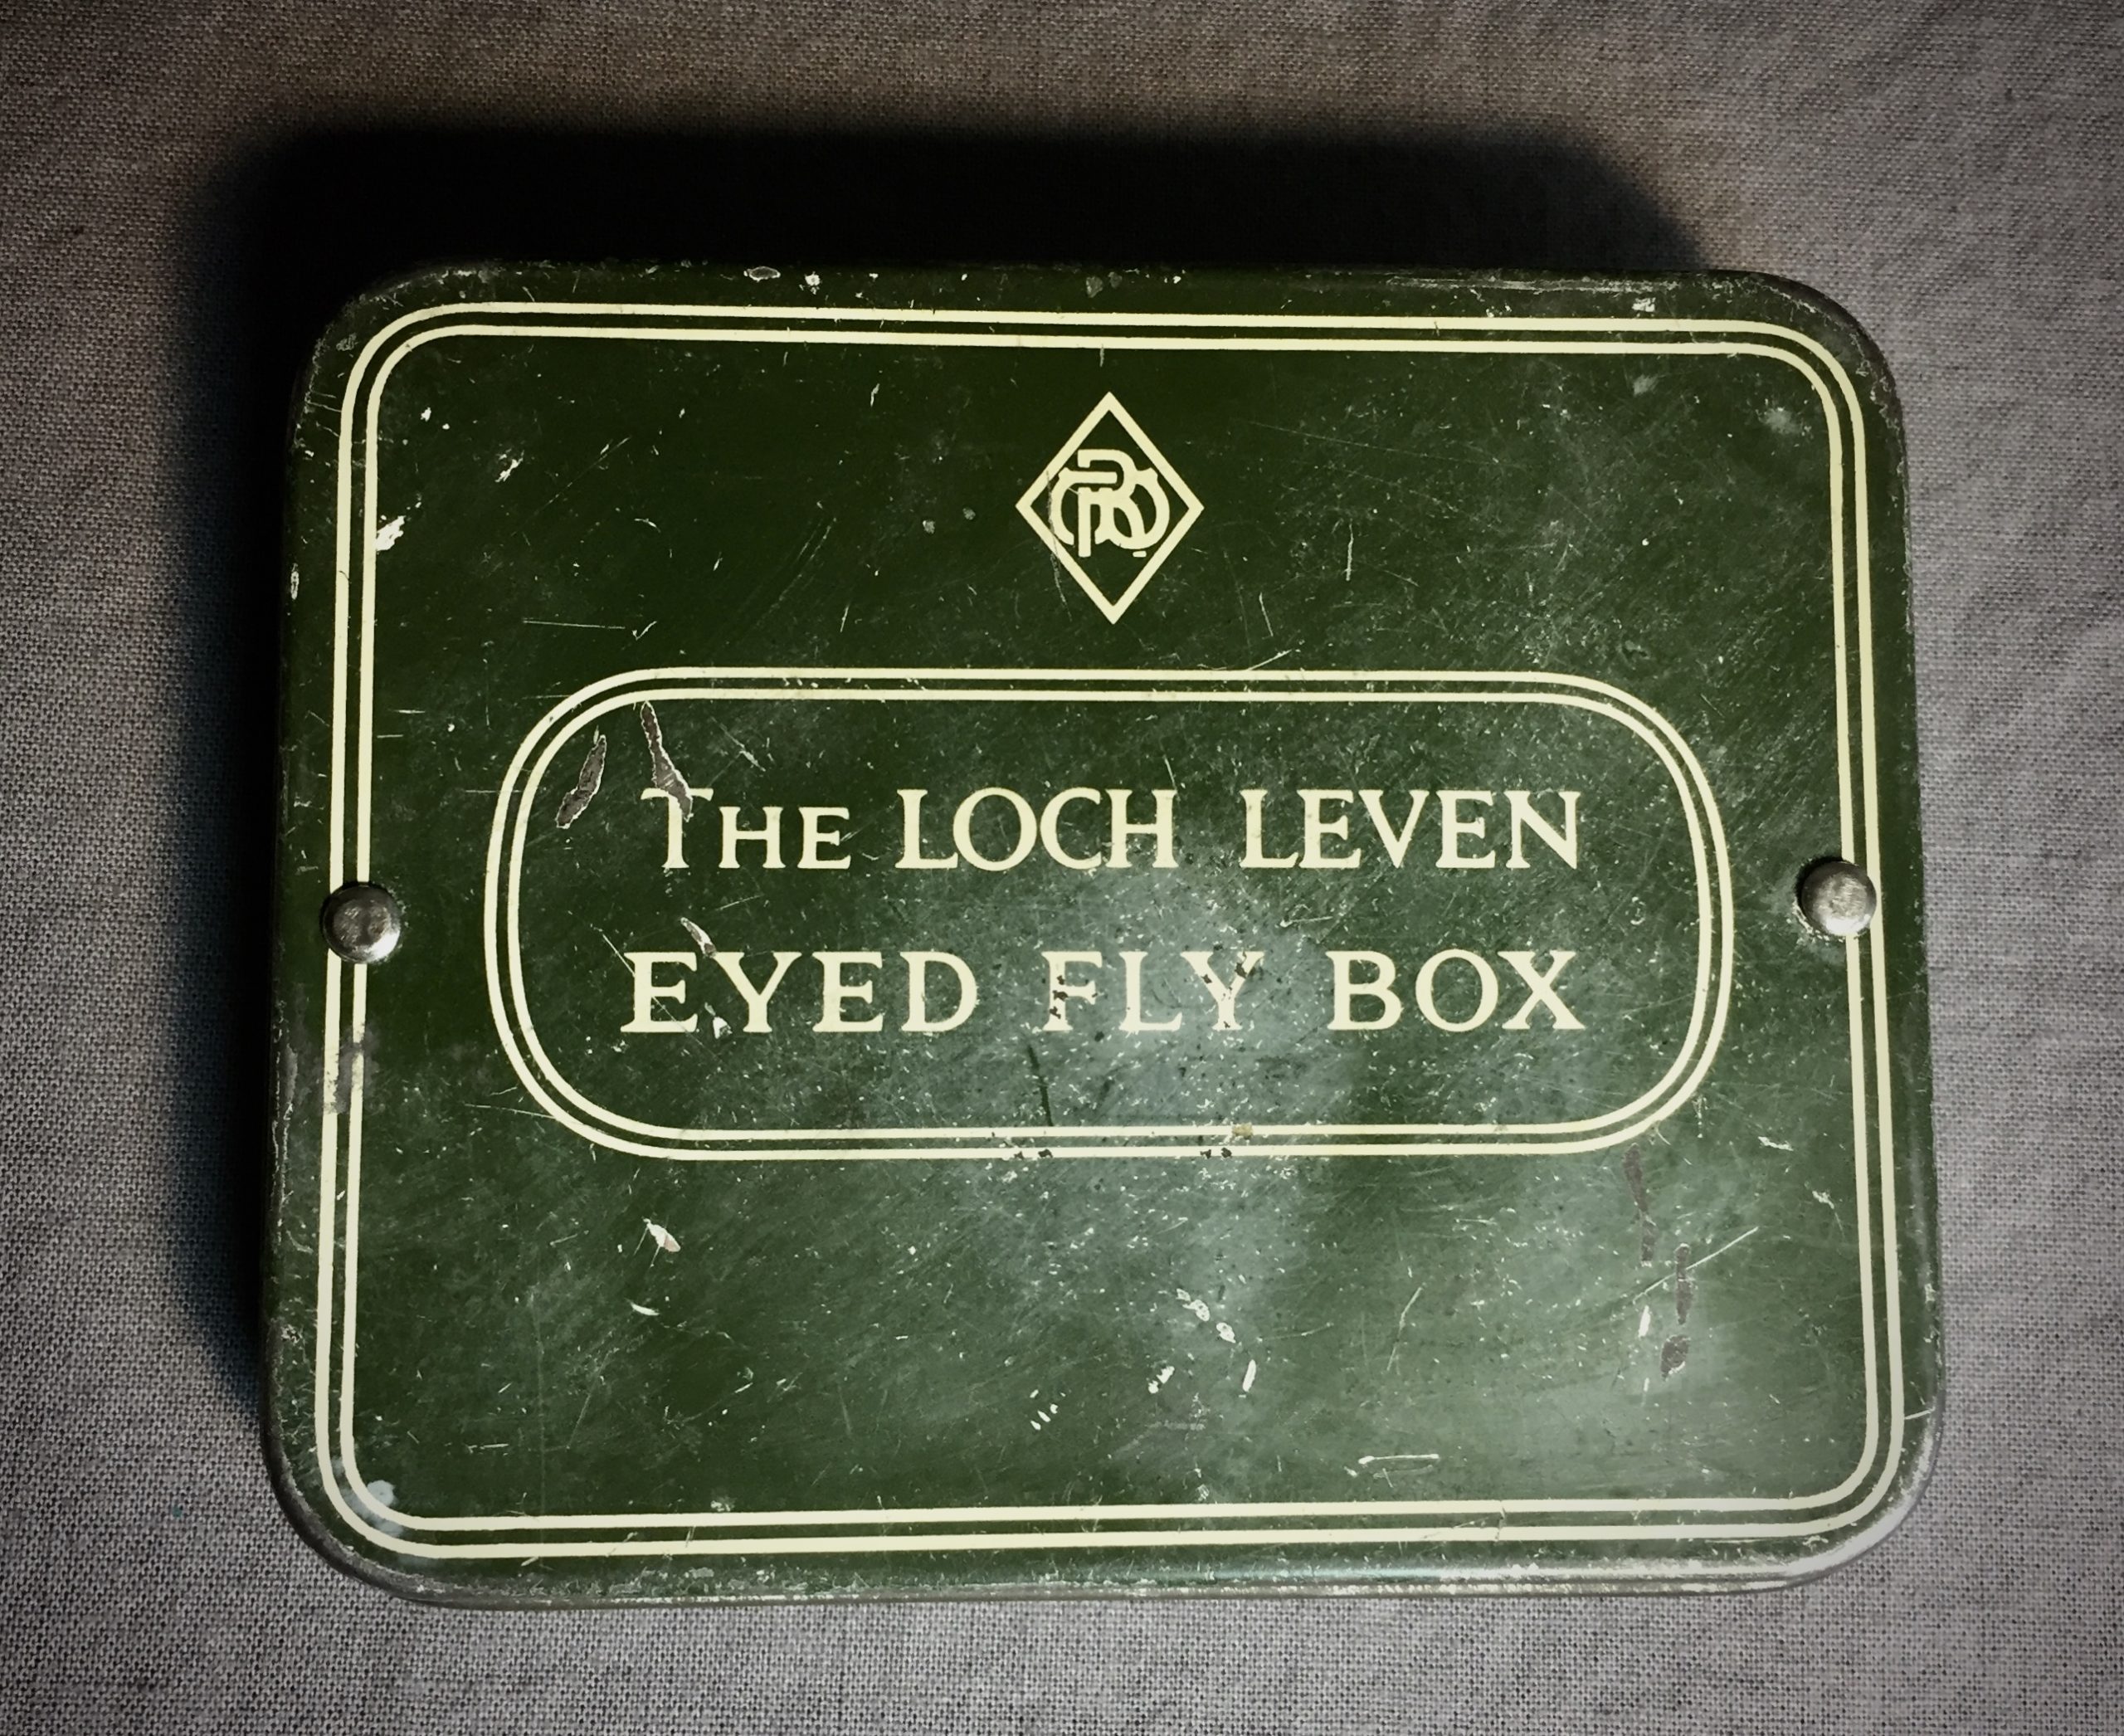 The LOCH LEVEN
EYED FLY BOX